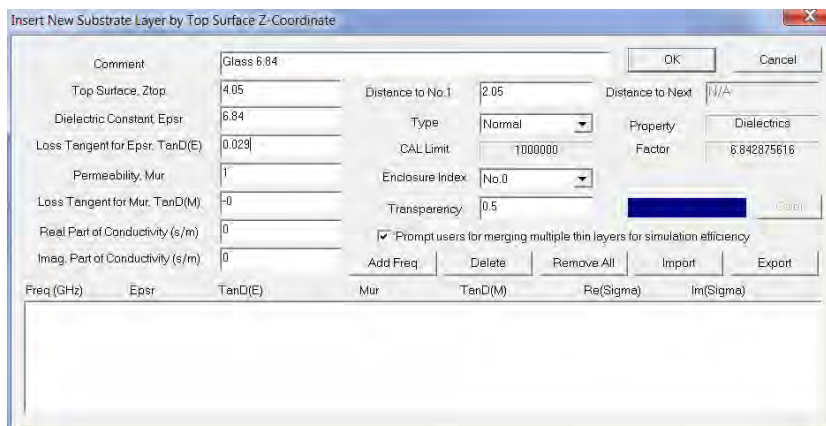 Insert New Substrate Layer by Top Surface Z-Coordinate
Comment Glass 6.84 OK Cancel
Top Surface, Ztop 4.05 Distance to No.1 2.05 Distance to Next N/A
Dielectric Constant, Epsr 6.84 Type Normal Property Dielectrics
Loss Tangent for Epsr, TanD(E) 0.029 CAL Limit 1000000 Factor 6.842875616
Permeability, Mur 1 Enclosure Index No.0
Loss Tangent for Mur, TanD(M) -0 Transparency 0.5 Color
Real Part of Conductivity (s/m) 0 Prompt users for merging multiple thin layers for simulation efficiency
Imag. Part of Conductivity (s/m) 0 Add Freq Delete Remove All Import Export
Freq (GHz) Epsr TanD(E) Mur TanD(M) Re(Sigma) Im(Sigma)